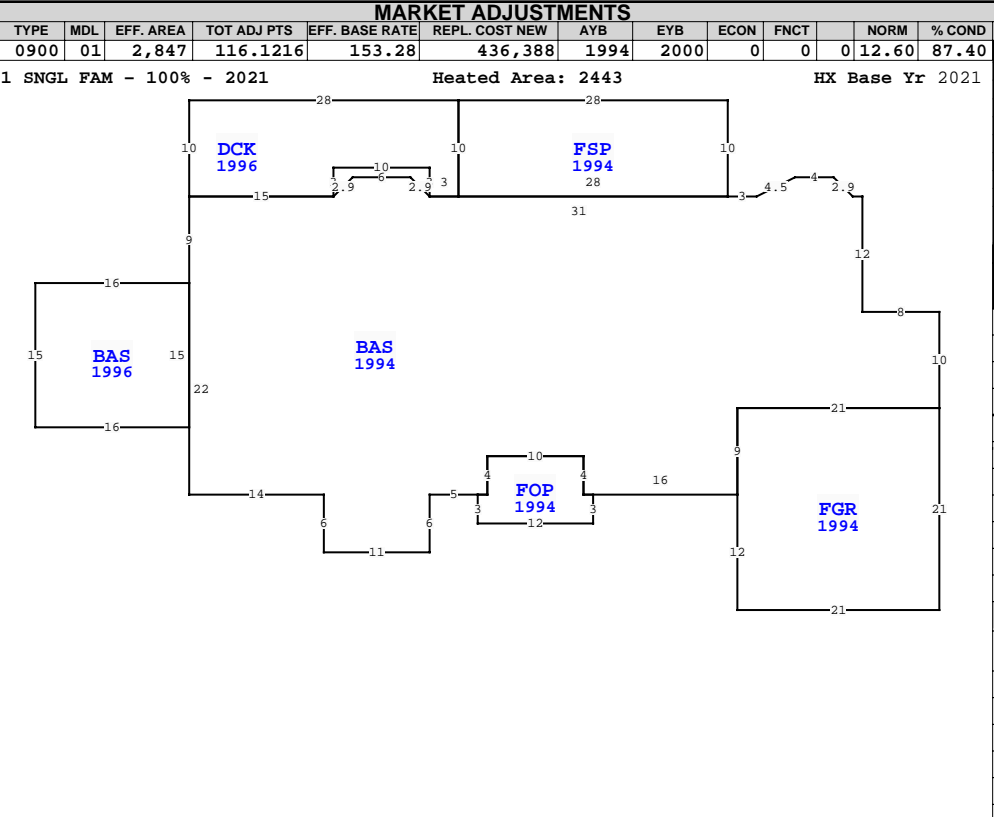 MARKET ADJUSTMENTS
TYPE MDL EFF. AREA TOT ADJ PTS EFF. BASE RATE REPL. COST NEW AYB EYB ECON FNCT NORM % COND
0900 01 2,847 116.1216 153.28 436,388 1994 2000 0 0 0 12.60 87.40
1 SNGL FAM - 100% - 2021 Heated Area: 2443 HX Base Yr 2021
28 28
10 DCK 10 FSP 10
1996 1994
10
6 4
2.9 2.9 3 28 4.5 2.9
15 3
31
9
12
16
8
15 BAS 15 BAS 10
1996 1994
22
21
16
9
10
4 4 16
14 5 FOP
3 1994 3 FGR 21
6 6 12 1994
11 12
21